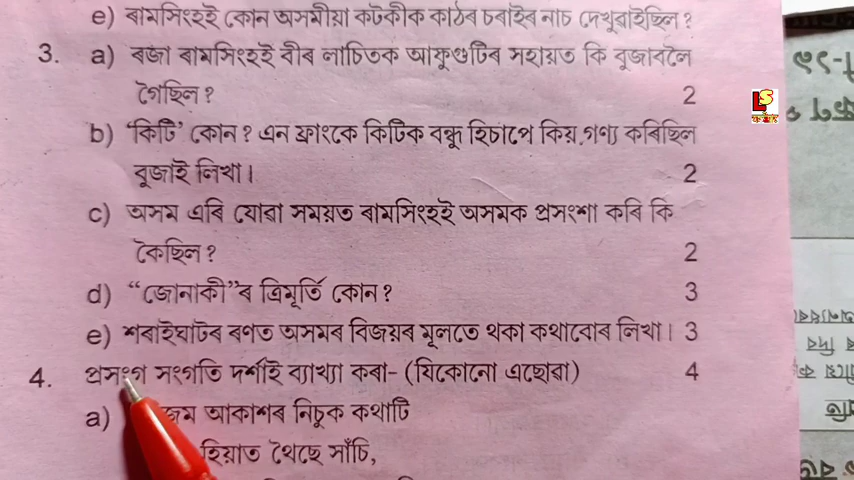 e) ৰামসিংহই কোন অসমীয়া কটকীক কাঠৰ চৰাইৰ নাচ দেখুৱাইছিল?
3. a) ৰজা ৰামসিংহই বীৰ লাচিতক আফুগুটিৰ সহায়ত কি বুজাবলৈ
গৈছিল? 2
b) ‘কিটি’ কোন? এন ফ্ৰাংকে কিটিক বন্ধু হিচাপে কিয় গণ্য কৰিছিল
বুজাই লিখা। 2
c) অসম এৰি যোৱা সময়ত ৰামসিংহই অসমক প্ৰসংশা কৰি কি
কৈছিল? 2
d) “জোনাকী”ৰ ত্ৰিমূৰ্তি কোন? 3
e) শৰাইঘাটৰ ৰণত অসমৰ বিজয়ৰ মূলতে থকা কথাবোৰ লিখা। 3
4. প্ৰসংগ সংগতি দৰ্শাই ব্যাখ্যা কৰা- (যিকোনো এছোৱা) 4
a) আকাশৰ নিচুক কথাটি
হিয়াত থৈছে সাঁচি,
LS